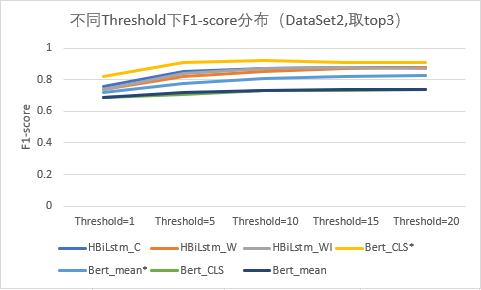 不同Threshold下F1-score分布（DataSet2,取top3）
1
0.8
0.6
0.4
0.2
0
F1-score
Threshold=1 Threshold=5 Threshold=10 Threshold=15 Threshold=20
HBiLstm_C HBiLstm_W HBiLstm_WI Bert_CLS*
Bert_mean* Bert_CLS Bert_mean